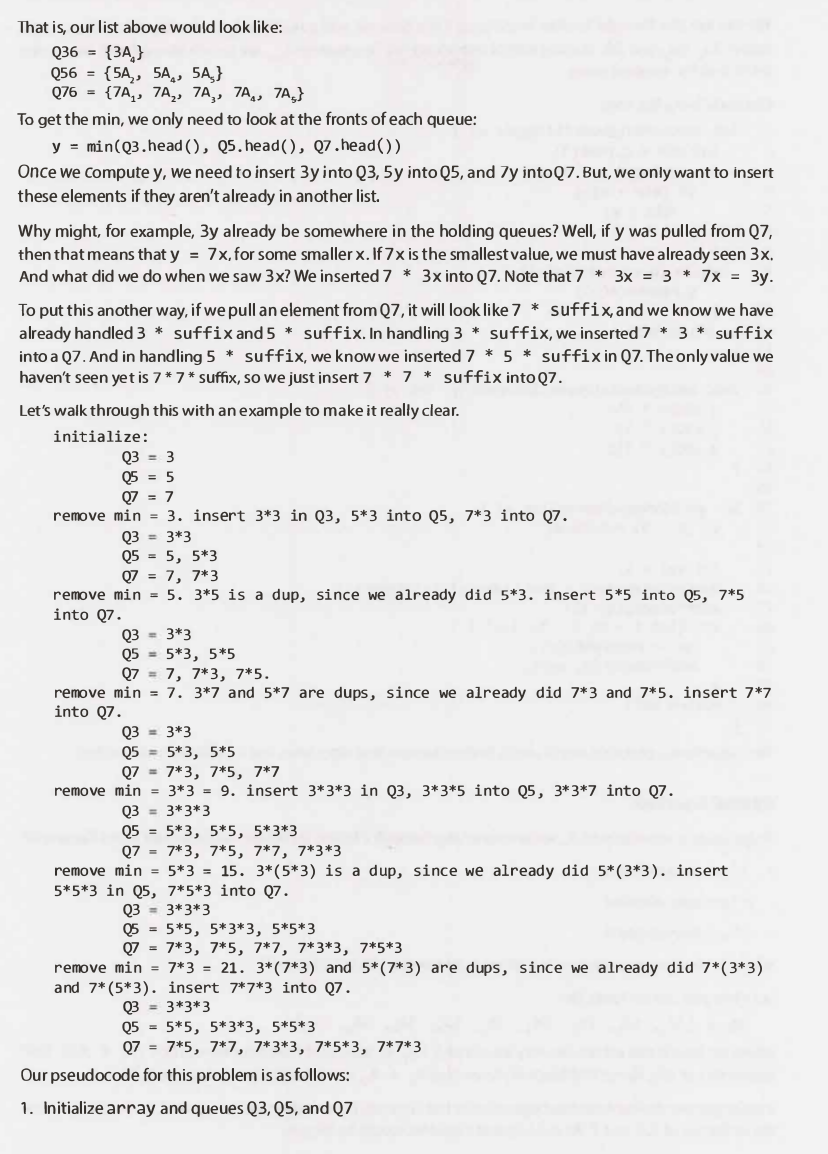 That is, our list above would look like:
Q36 = {3A₄}
Q56 = {5A₂, 5A₄, 5A₅}
Q76 = {7A₁, 7A₂, 7A₃, 7A₄, 7A₅}
To get the min, we only need to look at the fronts of each queue:
y = min(Q3.head(), Q5.head(), Q7.head())
Once we compute y, we need to insert 3y into Q3, 5y into Q5, and 7y into Q7. But, we only want to insert
these elements if they aren't already in another list.
Why might, for example, 3y already be somewhere in the holding queues? Well, if y was pulled from Q7,
then that means that y = 7x, for some smaller x. If 7x is the smallest value, we must have already seen 3x.
And what did we do when we saw 3x? We inserted 7 * 3x into Q7. Note that 7 * 3x = 3 * 7x = 3y.
To put this another way, if we pull an element from Q7, it will look like 7 * suffix, and we know we have
already handled 3 * suffix and 5 * suffix. In handling 3 * suffix, we inserted 7 * 3 * suffix
into a Q7. And in handling 5 * suffix, we know we inserted 7 * 5 * suffix in Q7. The only value we
haven't seen yet is 7 * 7 * suffix, so we just insert 7 * 7 * suffix into Q7.
Let's walk through this with an example to make it really clear.
initialize:
Q3 = 3
Q5 = 5
Q7 = 7
remove min = 3. insert 3*3 in Q3, 5*3 into Q5, 7*3 into Q7.
Q3 = 3*3
Q5 = 5, 5*3
Q7 = 7, 7*3
remove min = 5. 3*5 is a dup, since we already did 5*3. insert 5*5 into Q5, 7*5
into Q7.
Q3 = 3*3
Q5 = 5*3, 5*5
Q7 = 7, 7*3, 7*5.
remove min = 7. 3*7 and 5*7 are dups, since we already did 7*3 and 7*5. insert 7*7
into Q7.
Q3 = 3*3
Q5 = 5*3, 5*5
Q7 = 7*3, 7*5, 7*7
remove min = 3*3 = 9. insert 3*3*3 in Q3, 3*3*5 into Q5, 3*3*7 into Q7.
Q3 = 3*3*3
Q5 = 5*3, 5*5, 5*3*3
Q7 = 7*3, 7*5, 7*7, 7*3*3
remove min = 5*3 = 15. 3*(5*3) is a dup, since we already did 5*(3*3). insert
5*5*3 in Q5, 7*5*3 into Q7.
Q3 = 3*3*3
Q5 = 5*5, 5*3*3, 5*5*3
Q7 = 7*3, 7*5, 7*7, 7*3*3, 7*5*3
remove min = 7*3 = 21. 3*(7*3) and 5*(7*3) are dups, since we already did 7*(3*3)
and 7*(5*3). insert 7*7*3 into Q7.
Q3 = 3*3*3
Q5 = 5*5, 5*3*3, 5*5*3
Q7 = 7*5, 7*7, 7*3*3, 7*5*3, 7*7*3
Our pseudocode for this problem is as follows:
1. Initialize array and queues Q3, Q5, and Q7